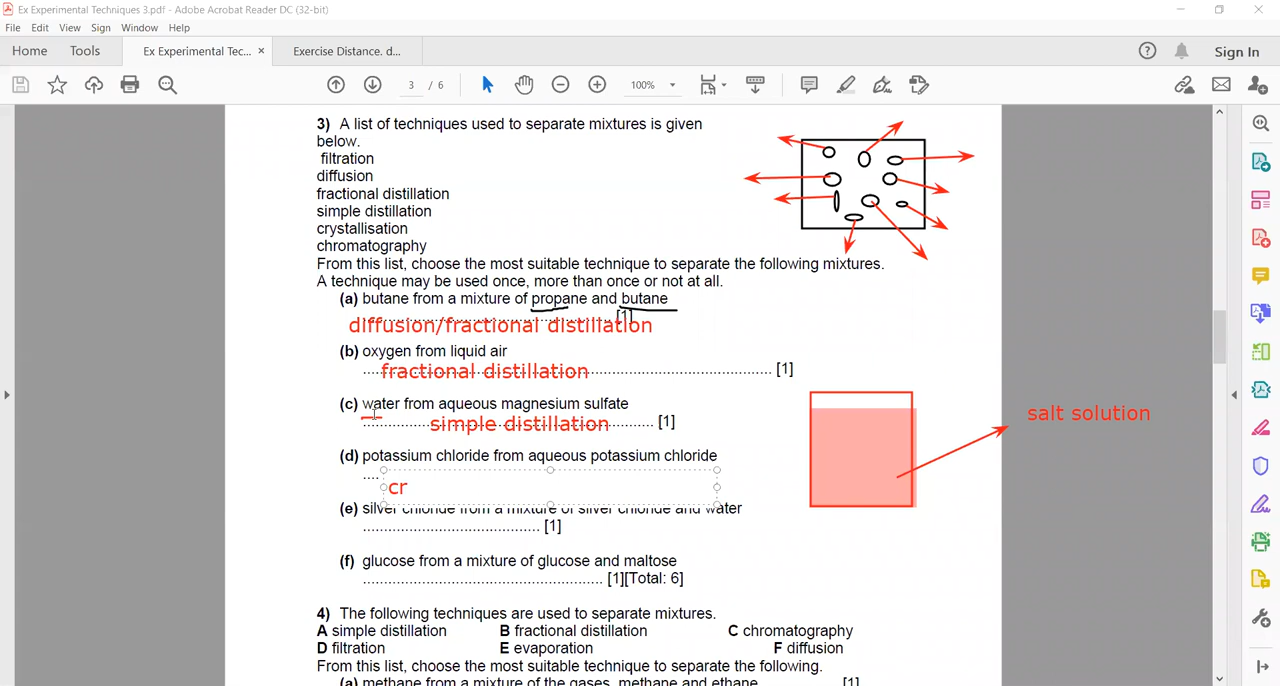 Ex Experimental Techniques 3.pdf - Adobe Acrobat Reader DC (32-bit)
File Edit View Sign Window Help
Home Tools Ex Experimental Tec... × Exercise Distance. d... Sign In
3 / 6 100%
3) A list of techniques used to separate mixtures is given
below.
filtration
diffusion
fractional distillation
simple distillation
crystallisation
chromatography
From this list, choose the most suitable technique to separate the following mixtures.
A technique may be used once, more than once or not at all.
(a) butane from a mixture of propane and butane
[1]
diffusion/fractional distillation
(b) oxygen from liquid air
fractional distillation [1]
(c) water from aqueous magnesium sulfate
simple distillation [1]
salt solution
(d) potassium chloride from aqueous potassium chloride
....
cr
(e) silver chloride from a mixture of silver chloride and water
........................................ [1]
(f) glucose from a mixture of glucose and maltose
........................................................ [1][Total: 6]
4) The following techniques are used to separate mixtures.
A simple distillation B fractional distillation C chromatography
D filtration E evaporation F diffusion
From this list, choose the most suitable technique to separate the following.
(a) methane from a mixture of the gases, methane and ethane [1]